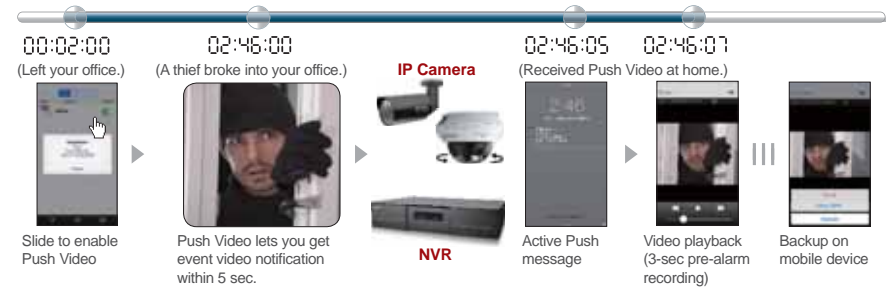 00:02:00
02:46:00
02:46:05
02:46:07
(Left your office.)
(A thief broke into your office.)
IP Camera
(Received Push Video at home.)
2:46
NVR
Slide to enable
Push Video
Push Video lets you get
event video notification
within 5 sec.
Active Push
message
Video playback
(3-sec pre-alarm
recording)
Backup on
mobile device